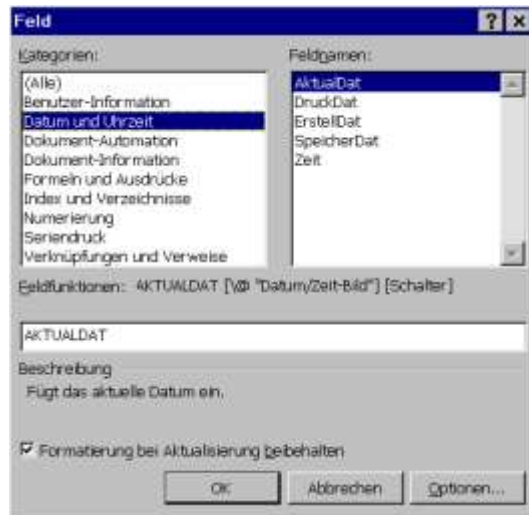 Feld
Kategorien:
(Alle)
Benutzer-Information
Datum und Uhrzeit
Dokument-Automation
Dokument-Information
Formeln und Ausdrücke
Index und Verzeichnisse
Numerierung
Seriendruck
Verknüpfungen und Verweise
Feldnamen:
AktualDat
DruckDat
ErstellDat
SpeicherDat
Zeit
Feldfunktionen: AKTUALDAT [\@ "Datum/Zeit-Bild"] [Schalter]
AKTUALDAT
Beschreibung
Fügt das aktuelle Datum ein.
Formatierung bei Aktualisierung beibehalten
OK Abbrechen Optionen...